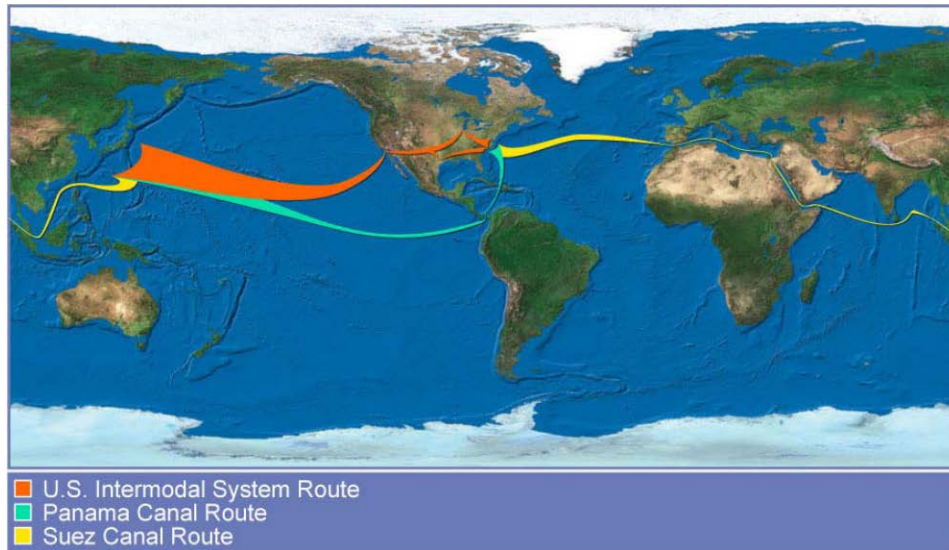 U.S. Intermodal System Route
Panama Canal Route
Suez Canal Route